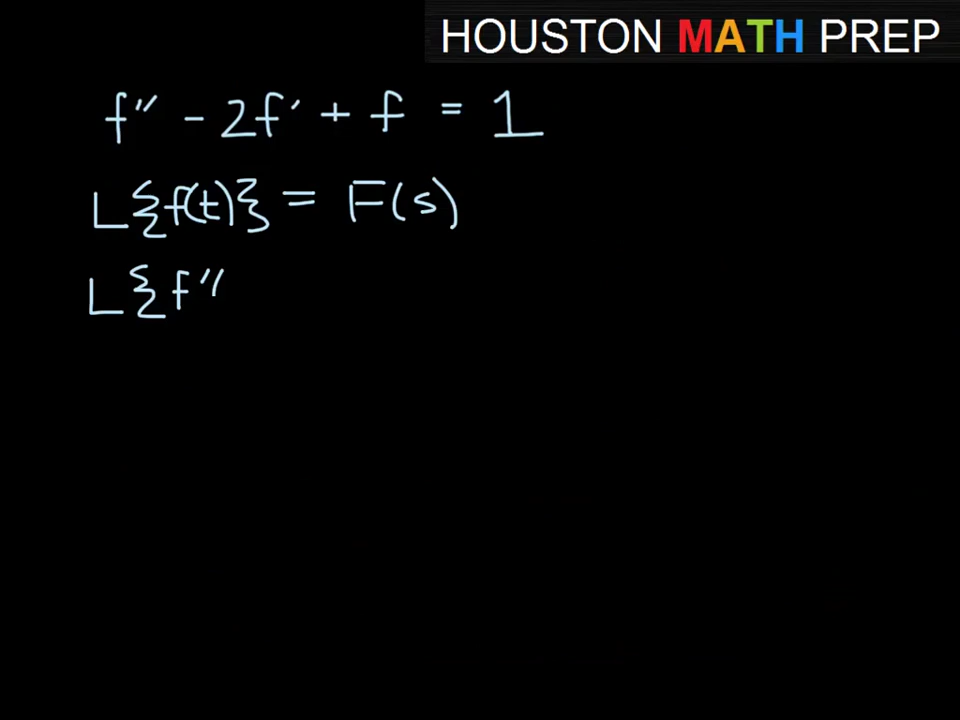 HOUSTON MATH PREP
f″ - 2f′ + f = 1
L{f(t)} = F(s)
L{f″